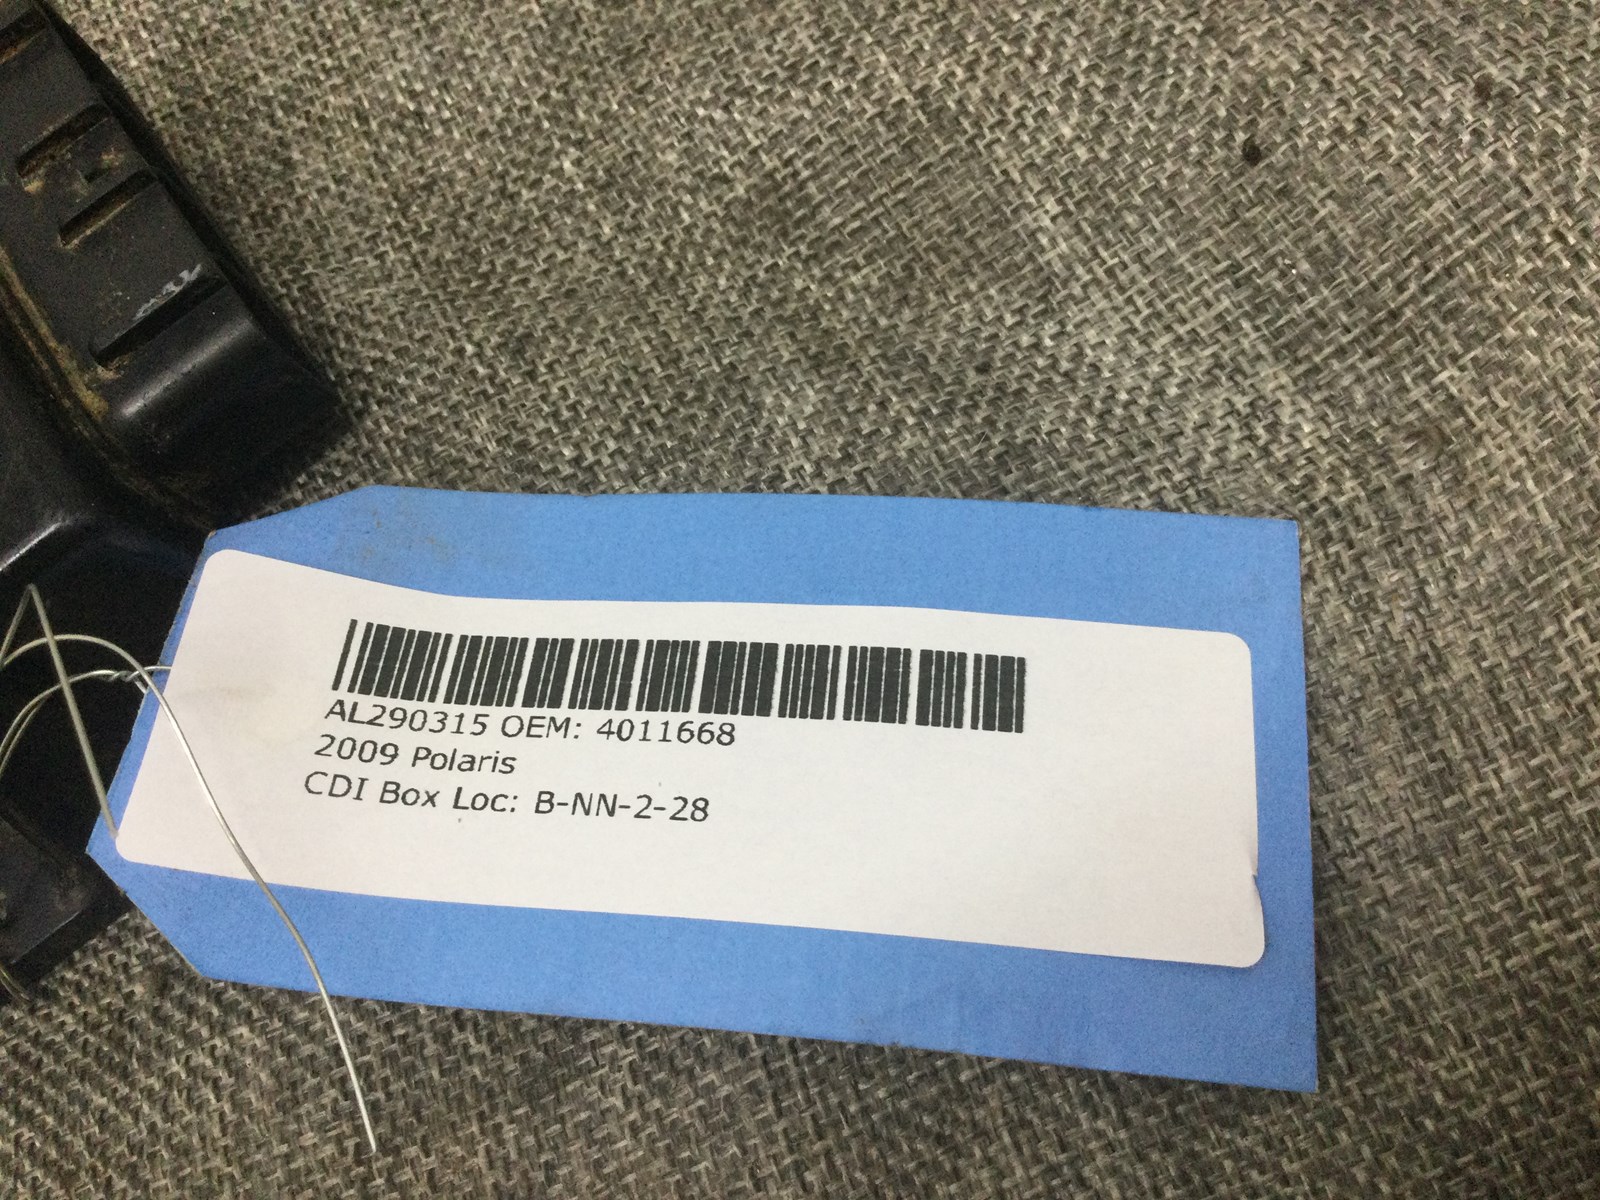 AL290315 OEM: 4011668
2009 Polaris
CDI Box Loc: B-NN-2-28